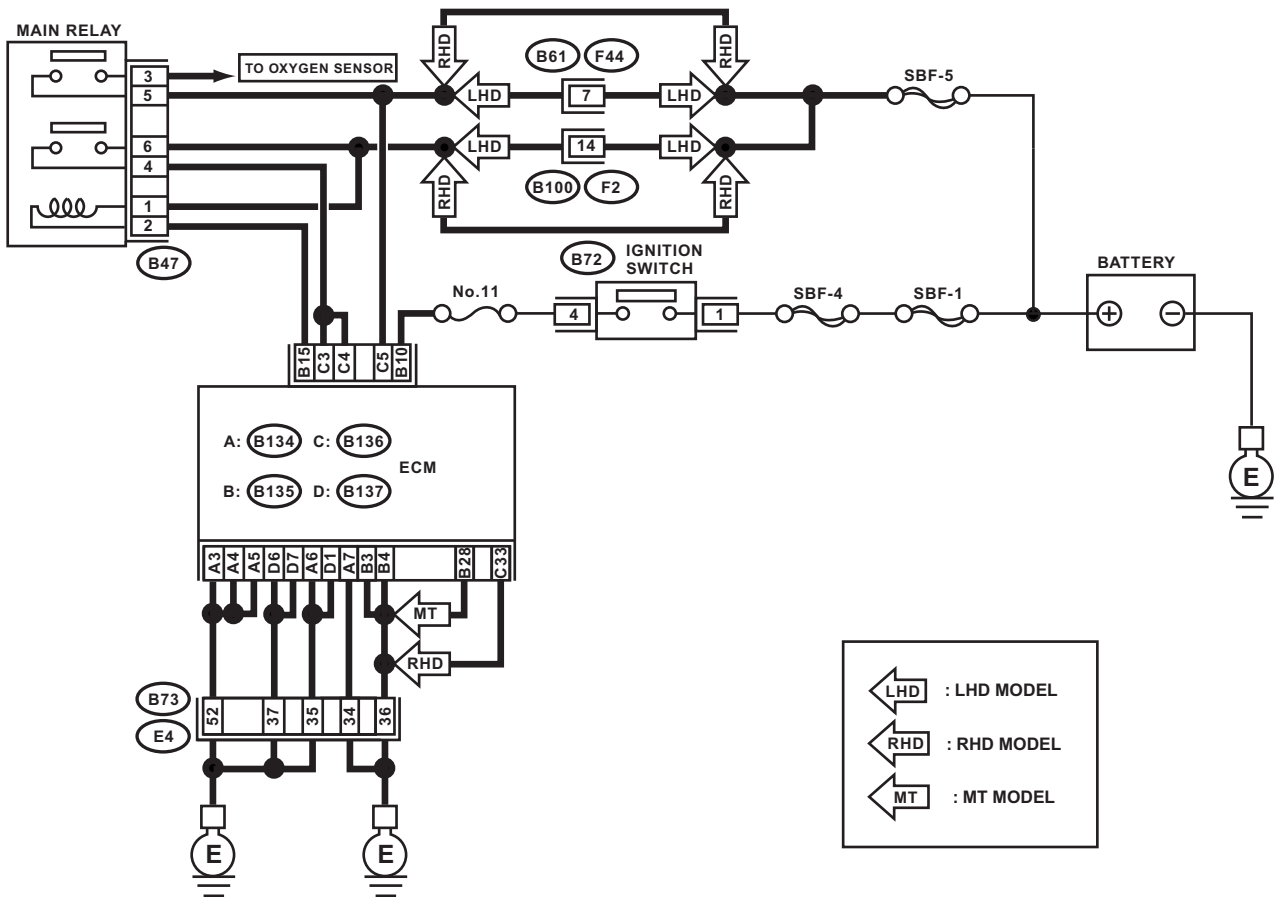 MAIN RELAY
3
5
6
4
1
2
B47
TO OXYGEN SENSOR
RHD
RHD
B61
F44
LHD
7
LHD
LHD
14
LHD
RHD
RHD
B100
F2
SBF-5
B72
IGNITION
SWITCH
No.11
4
1
SBF-4
SBF-1
BATTERY
+
−
E
B15
C3
C4
C5
B10
A:
B134
C:
B136
ECM
B:
B135
D:
B137
A3
A4
A5
D6
D7
A6
D1
A7
B3
B4
B28
C33
MT
RHD
B73
E4
52
37
35
34
36
E
E
LHD : LHD MODEL
RHD : RHD MODEL
MT : MT MODEL